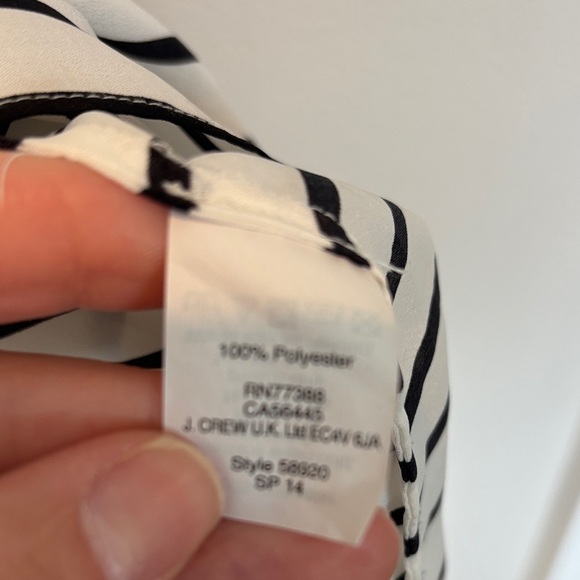 100% Polyester
RN77388
CA56445
J. CREW U.K. Ltd EC4V 6JA
Style 58920
SP 14